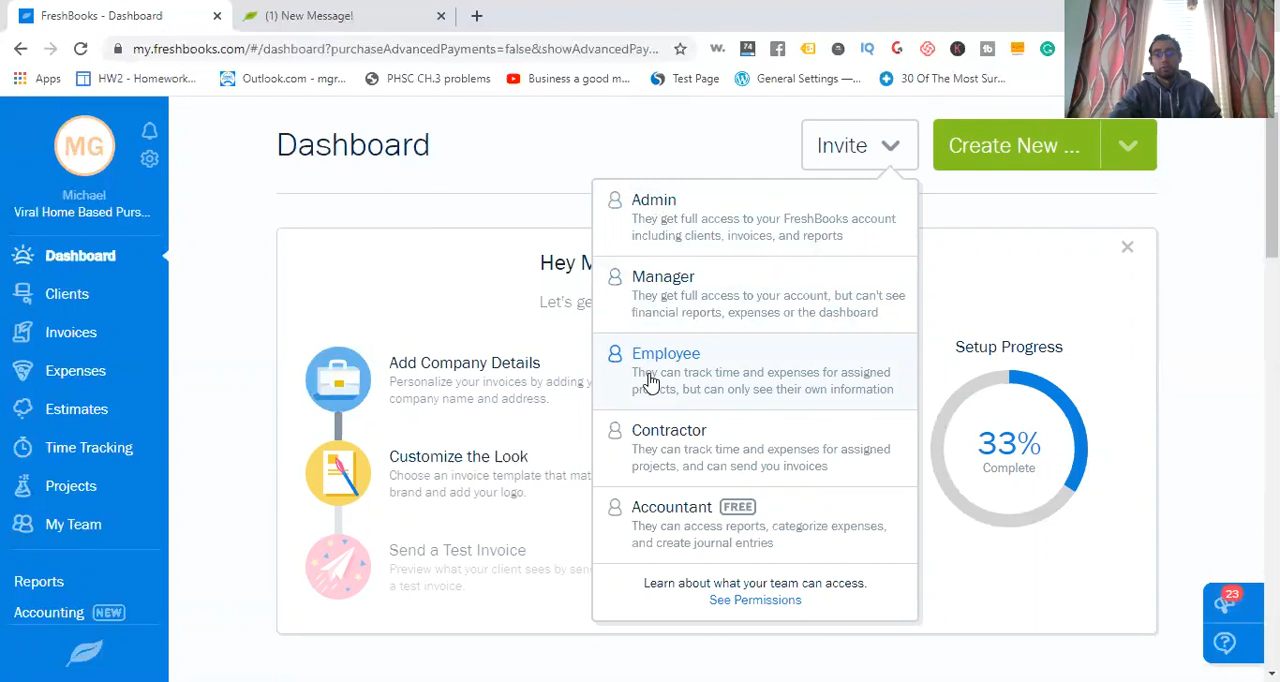 FreshBooks - Dashboard
(1) New Message!
my.freshbooks.com/#/dashboard?purchaseAdvancedPayments=false&showAdvancedPay...
Apps
HW2 - Homework...
Outlook.com - mgr...
PHSC CH.3 problems
Business a good m...
Test Page
General Settings —...
30 Of The Most Sur...
MG
Michael
Viral Home Based Purs...
Dashboard
Clients
Invoices
Expenses
Estimates
Time Tracking
Projects
My Team
Reports
Accounting NEW
Dashboard
Invite
Create New ...
Hey M
Let's ge
Add Company Details
Personalize your invoices by adding y
company name and address.
Customize the Look
Choose an invoice template that mat
brand and add your logo.
Send a Test Invoice
Preview what your client sees by sen
a test invoice.
Admin
They get full access to your FreshBooks account
including clients, invoices, and reports
Manager
They get full access to your account, but can't see
financial reports, expenses or the dashboard
Employee
They can track time and expenses for assigned
projects, but can only see their own information
Contractor
They can track time and expenses for assigned
projects, and can send you invoices
Accountant FREE
They can access reports, categorize expenses,
and create journal entries
Learn about what your team can access.
See Permissions
Setup Progress
33%
Complete
23